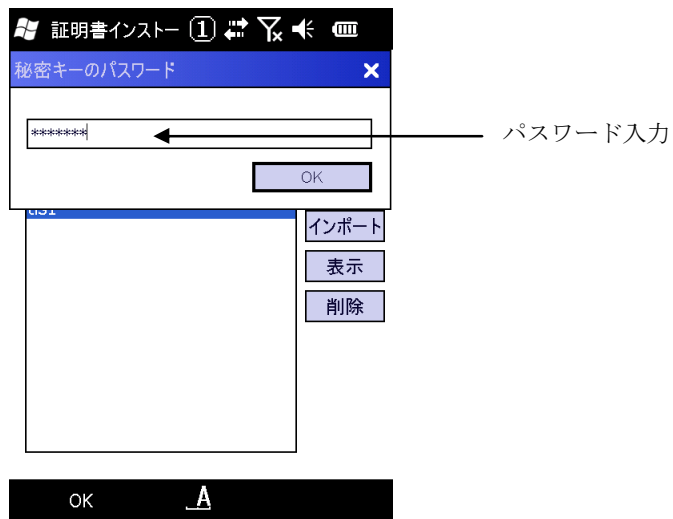 証明書インストー 1
秘密キーのパスワード
*******
パスワード入力
OK
インポート
表示
削除
OK A